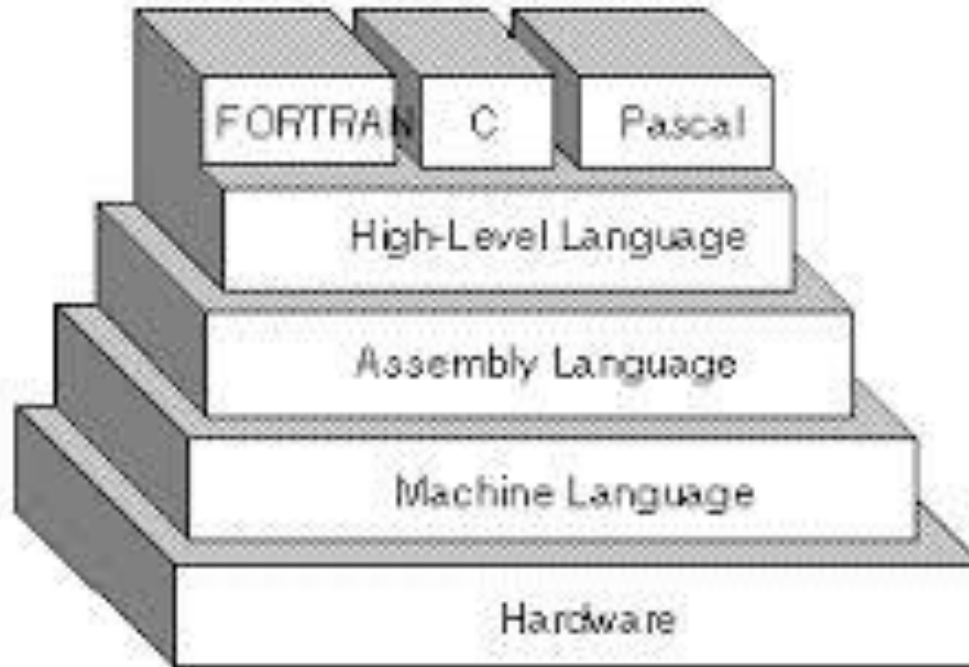 FORTRAN C Pascal
High-Level Language
Assembly Language
Machine Language
Hardware